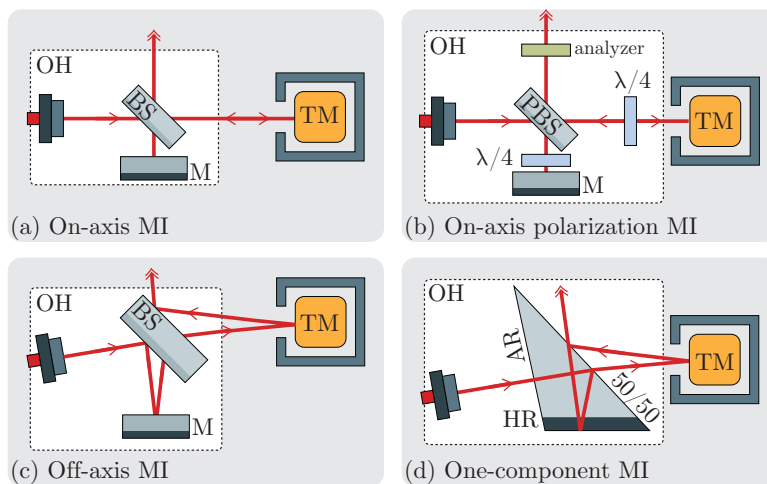 OH
BS
TM
M
(a) On-axis MI
OH
analyzer
λ/4
PBS
TM
λ/4
M
(b) On-axis polarization MI
OH
BS
TM
M
(c) Off-axis MI
OH
AR
TM
50/50
HR
(d) One-component MI